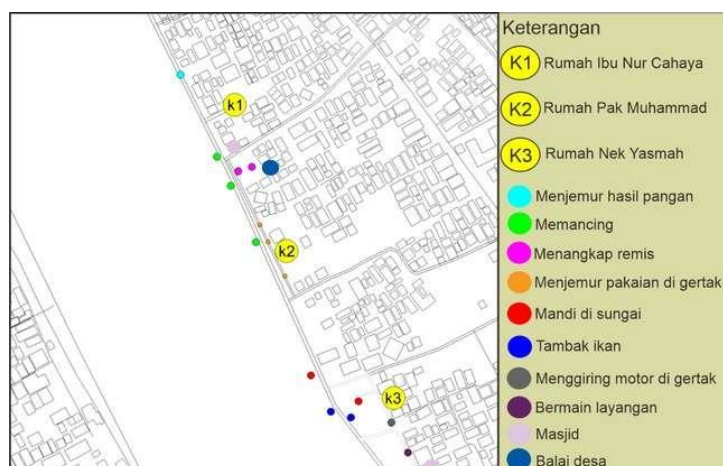 k1
k2
k3
Keterangan
K1 Rumah Ibu Nur Cahaya
K2 Rumah Pak Muhammad
K3 Rumah Nek Yasmah
Menjemur hasil pangan
Memancing
Menangkap remis
Menjemur pakaian di gertak
Mandi di sungai
Tambak ikan
Menggiring motor di gertak
Bermain layangan
Masjid
Balai desa